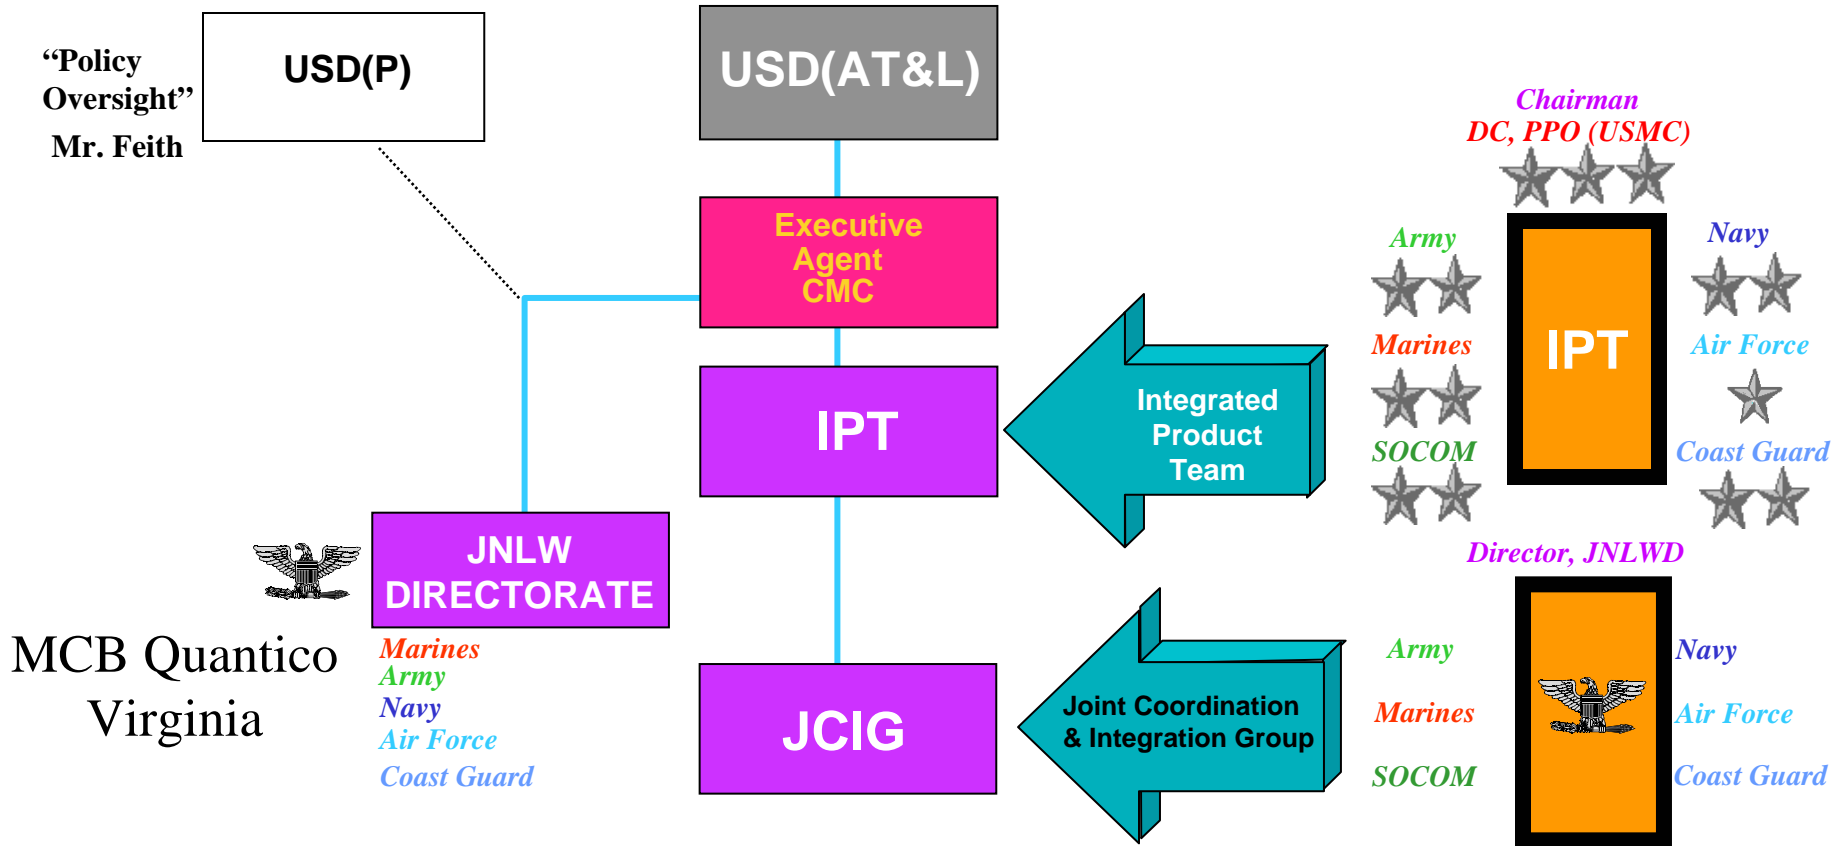 “Policy
Oversight”
Mr. Feith
USD(P)
USD(AT&L)
Executive
Agent
CMC
IPT
JNLW
DIRECTORATE
MCB Quantico
Virginia
Marines
Army
Navy
Air Force
Coast Guard
JCIG
Integrated
Product
Team
Joint Coordination
& Integration Group
Chairman
DC, PPO (USMC)
Army
Marines
SOCOM
IPT
Navy
Air Force
Coast Guard
Director, JNLWD
Army
Marines
SOCOM
Navy
Air Force
Coast Guard